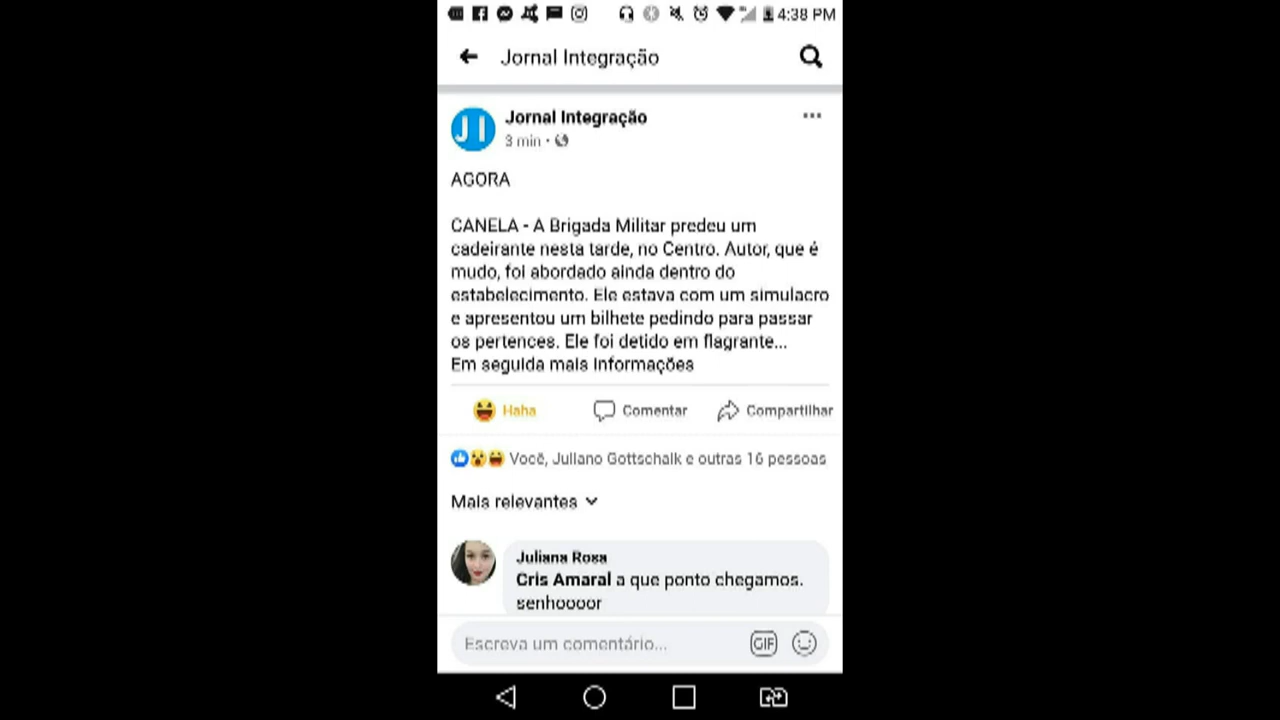 4:38 PM
Jornal Integração
JI
Jornal Integração
3 min •
AGORA
CANELA - A Brigada Militar predeu um
cadeirante nesta tarde, no Centro. Autor, que é
mudo, foi abordado ainda dentro do
estabelecimento. Ele estava com um simulacro
e apresentou um bilhete pedindo para passar
os pertences. Ele foi detido em flagrante...
Em seguida mais informações
Haha Comentar Compartilhar
Você, Juliano Gottschalk e outras 16 pessoas
Mais relevantes
Juliana Rosa
Cris Amaral a que ponto chegamos.
senhoooor
Escreva um comentário... GIF